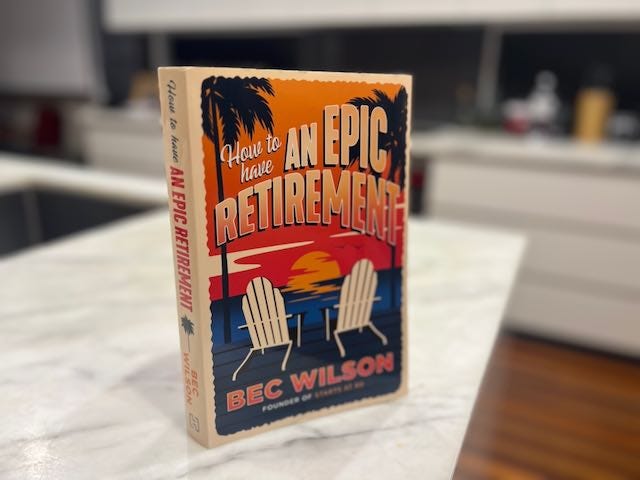 How to have AN EPIC RETIREMENT BEC WILSON
How to
have
AN EPIC
RETIREMENT
BEC WILSON
FOUNDER OF STARTS AT 60